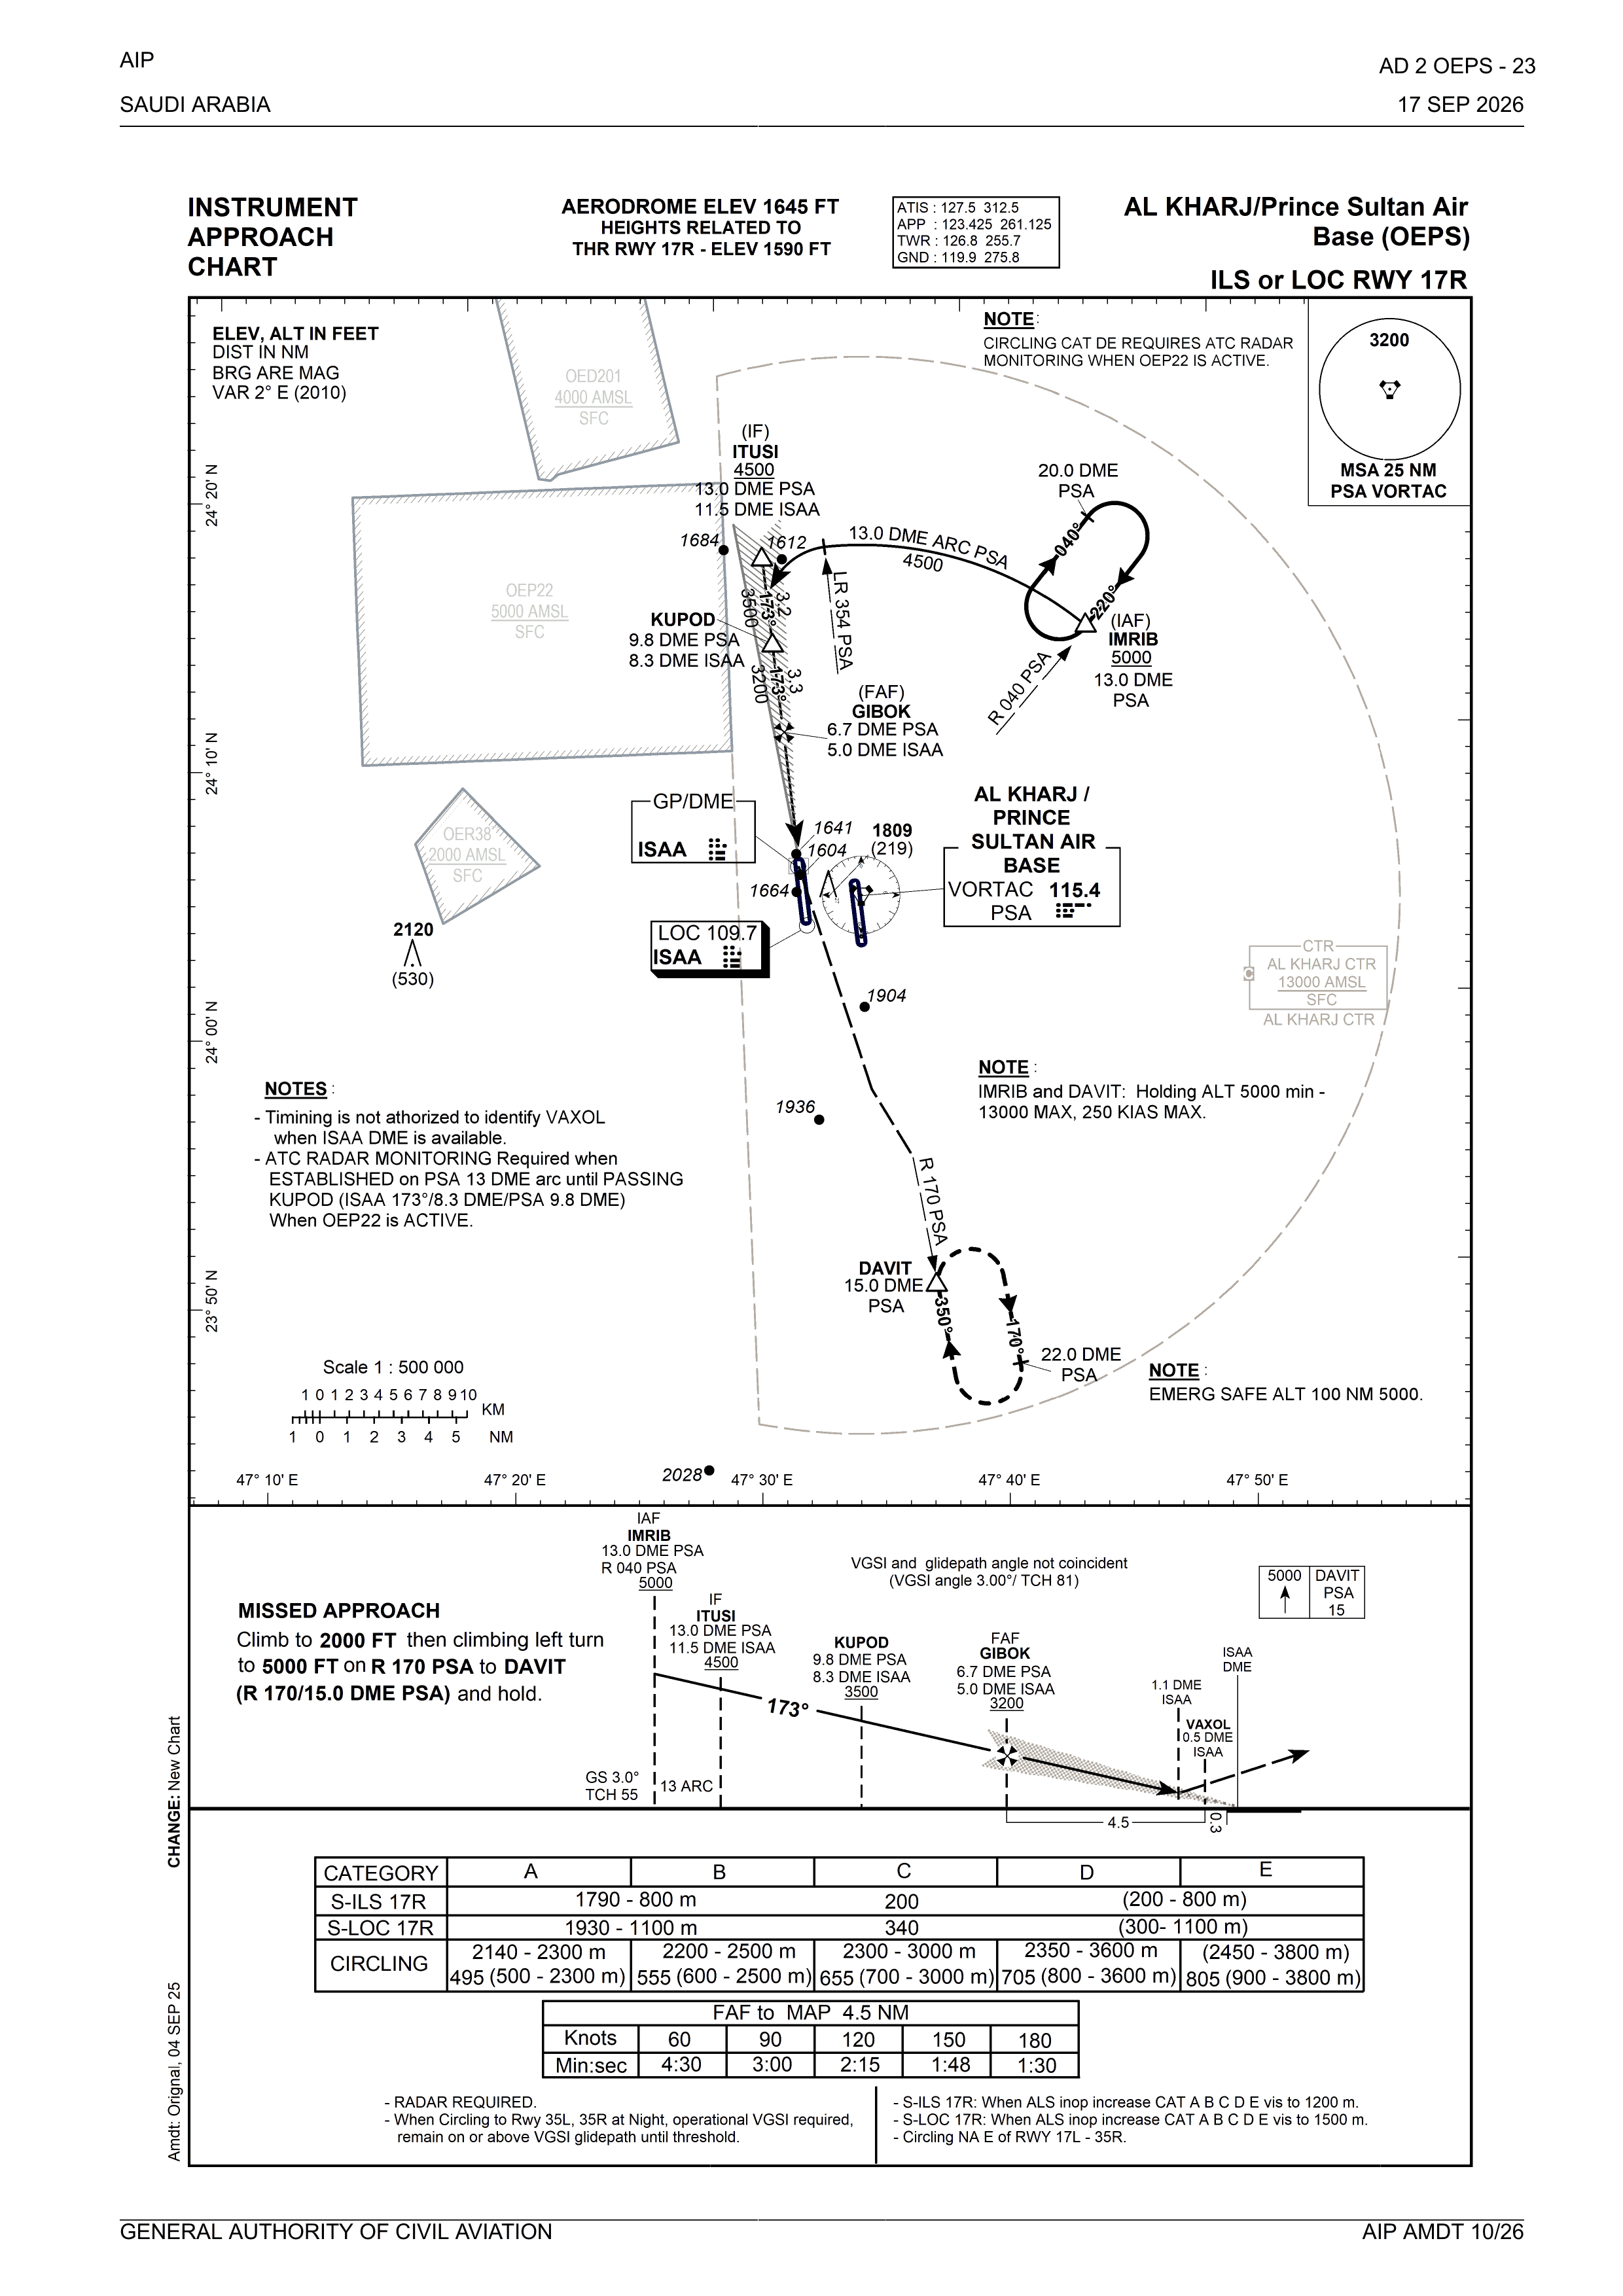 AIP
AD 2 OEPS - 23
SAUDI ARABIA
17 SEP 2026
INSTRUMENT
APPROACH
CHART
AERODROME ELEV 1645 FT
HEIGHTS RELATED TO
THR RWY 17R - ELEV 1590 FT
ATIS : 127.5 312.5
APP : 123.425 261.125
TWR : 126.8 255.7
GND : 119.9 275.8
AL KHARJ/Prince Sultan Air
Base (OEPS)
ILS or LOC RWY 17R
ELEV, ALT IN FEET
DIST IN NM
BRG ARE MAG
VAR 2° E (2010)
OED201
4000 AMSL
SFC
NOTE:
CIRCLING CAT DE REQUIRES ATC RADAR
MONITORING WHEN OEP22 IS ACTIVE.
3200
MSA 25 NM
PSA VORTAC
(IF)
ITUSI
4500
13.0 DME PSA
11.5 DME ISAA
20.0 DME
PSA
1684
1612
13.0 DME ARC PSA
4500
040°
220°
LR 354 PSA
OEP22
5000 AMSL
SFC
3500
173°
3.2
KUPOD
9.8 DME PSA
8.3 DME ISAA
(IAF)
IMRIB
5000
13.0 DME
PSA
R 040 PSA
3200
173°
3.3
(FAF)
GIBOK
6.7 DME PSA
5.0 DME ISAA
24° 20' N
24° 10' N
24° 00' N
23° 50' N
GP/DME
ISAA
1641
1604
1664
1809
(219)
AL KHARJ /
PRINCE
SULTAN AIR
BASE
VORTAC 115.4
PSA
OER38
2000 AMSL
SFC
2120
(530)
LOC 109.7
ISAA
1904
CTR
AL KHARJ CTR
13000 AMSL
SFC
AL KHARJ CTR
C
NOTES :
- Timining is not athorized to identify VAXOL
when ISAA DME is available.
- ATC RADAR MONITORING Required when
ESTABLISHED on PSA 13 DME arc until PASSING
KUPOD (ISAA 173°/8.3 DME/PSA 9.8 DME)
When OEP22 is ACTIVE.
1936
NOTE :
IMRIB and DAVIT: Holding ALT 5000 min -
13000 MAX, 250 KIAS MAX.
R 170 PSA
DAVIT
15.0 DME
PSA
350°
170°
22.0 DME
PSA
NOTE :
EMERG SAFE ALT 100 NM 5000.
Scale 1 : 500 000
1 0 1 2 3 4 5 6 7 8 9 10
KM
1 0 1 2 3 4 5 NM
2028
47° 10' E
47° 20' E
47° 30' E
47° 40' E
47° 50' E
IAF
IMRIB
13.0 DME PSA
R 040 PSA
5000
IF
ITUSI
13.0 DME PSA
11.5 DME ISAA
4500
VGSI and glidepath angle not coincident
(VGSI angle 3.00°/ TCH 81)
5000
DAVIT
PSA
15
MISSED APPROACH
Climb to 2000 FT then climbing left turn
to 5000 FT on R 170 PSA to DAVIT
(R 170/15.0 DME PSA) and hold.
KUPOD
9.8 DME PSA
8.3 DME ISAA
3500
FAF
GIBOK
6.7 DME PSA
5.0 DME ISAA
3200
ISAA
DME
1.1 DME
ISAA
VAXOL
0.5 DME
ISAA
173°
GS 3.0°
TCH 55
13 ARC
4.5
0.3
CATEGORY A B C D E
S-ILS 17R 1790 - 800 m 200 (200 - 800 m)
S-LOC 17R 1930 - 1100 m 340 (300- 1100 m)
CIRCLING
2140 - 2300 m 2200 - 2500 m 2300 - 3000 m 2350 - 3600 m (2450 - 3800 m)
495 (500 - 2300 m) 555 (600 - 2500 m) 655 (700 - 3000 m) 705 (800 - 3600 m) 805 (900 - 3800 m)
FAF to MAP 4.5 NM
Knots 60 90 120 150 180
Min:sec 4:30 3:00 2:15 1:48 1:30
- RADAR REQUIRED.
- When Circling to Rwy 35L, 35R at Night, operational VGSI required,
remain on or above VGSI glidepath until threshold.
- S-ILS 17R: When ALS inop increase CAT A B C D E vis to 1200 m.
- S-LOC 17R: When ALS inop increase CAT A B C D E vis to 1500 m.
- Circling NA E of RWY 17L - 35R.
CHANGE: New Chart
Amdt: Orignal, 04 SEP 25
GENERAL AUTHORITY OF CIVIL AVIATION
AIP AMDT 10/26